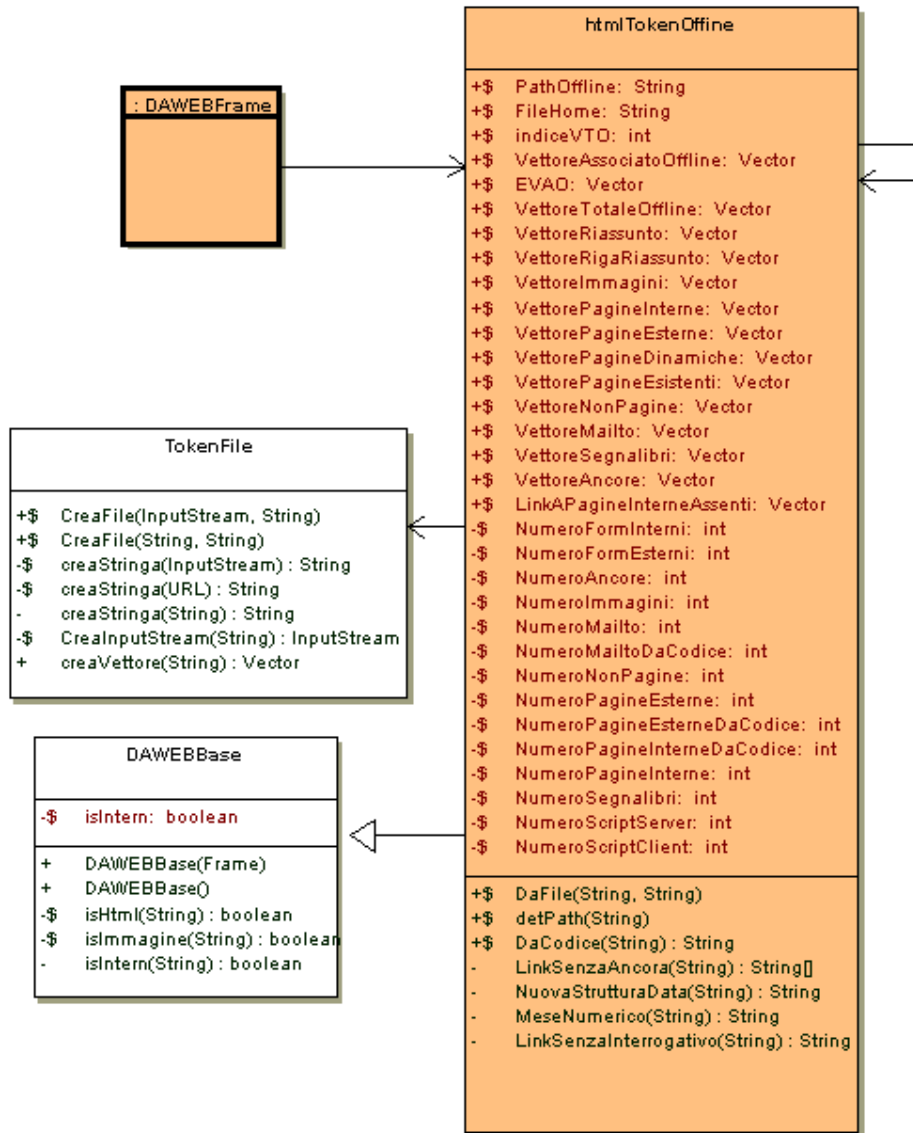 : DAWEBFrame
TokenFile
+$ CreaFile(InputStream, String)
+$ CreaFile(String, String)
-$ creaStringa(InputStream) : String
-$ creaStringa(URL) : String
- creaStringa(String) : String
-$ CreaInputStream(String) : InputStream
+ creaVettore(String) : Vector
DAWEBBase
-$ isIntern: boolean
+ DAWEBBase(Frame)
+ DAWEBBase()
-$ isHtml(String) : boolean
-$ isImmagine(String) : boolean
- isIntern(String) : boolean
htmlTokenOffine
+$ PathOffline: String
+$ FileHome: String
+$ indiceVTO: int
+$ VettoreAssociatoOffline: Vector
+$ EVAO: Vector
+$ VettoreTotaleOffline: Vector
+$ VettoreRiassunto: Vector
+$ VettoreRigaRiassunto: Vector
+$ VettoreImmagini: Vector
+$ VettorePagineInterne: Vector
+$ VettorePagineEsterne: Vector
+$ VettorePagineDinamiche: Vector
+$ VettorePagineEsistenti: Vector
+$ VettoreNonPagine: Vector
+$ VettoreMailto: Vector
+$ VettoreSegnalibri: Vector
+$ VettoreAncore: Vector
+$ LinkAPagineInterneAssenti: Vector
-$ NumeroFormInterni: int
-$ NumeroFormEsterni: int
-$ NumeroAncore: int
-$ NumeroImmagini: int
-$ NumeroMailto: int
-$ NumeroMailtoDaCodice: int
-$ NumeroNonPagine: int
-$ NumeroPagineEsterne: int
-$ NumeroPagineEsterneDaCodice: int
-$ NumeroPagineInterneDaCodice: int
-$ NumeroPagineInterne: int
-$ NumeroSegnalibri: int
-$ NumeroScriptServer: int
-$ NumeroScriptClient: int
+$ DaFile(String, String)
+$ detPath(String)
+$ DaCodice(String) : String
- LinkSenzaAncora(String) : String[]
- NuovaStrutturaData(String) : String
- MeseNumerico(String) : String
- LinkSenzaInterrogativo(String) : String